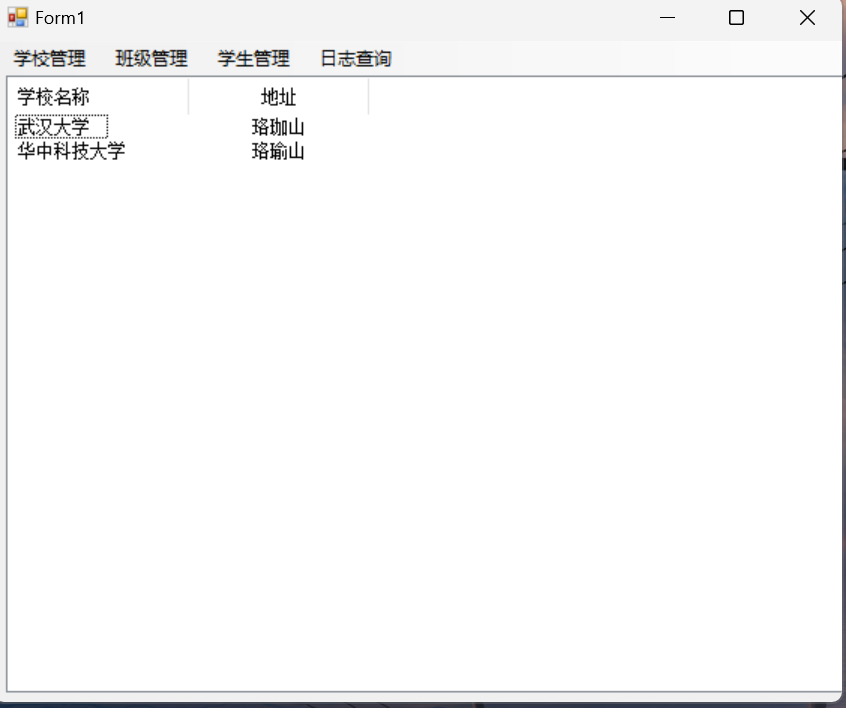 Form1
学校管理 班级管理 学生管理 日志查询
学校名称 地址
武汉大学 珞珈山
华中科技大学 珞瑜山